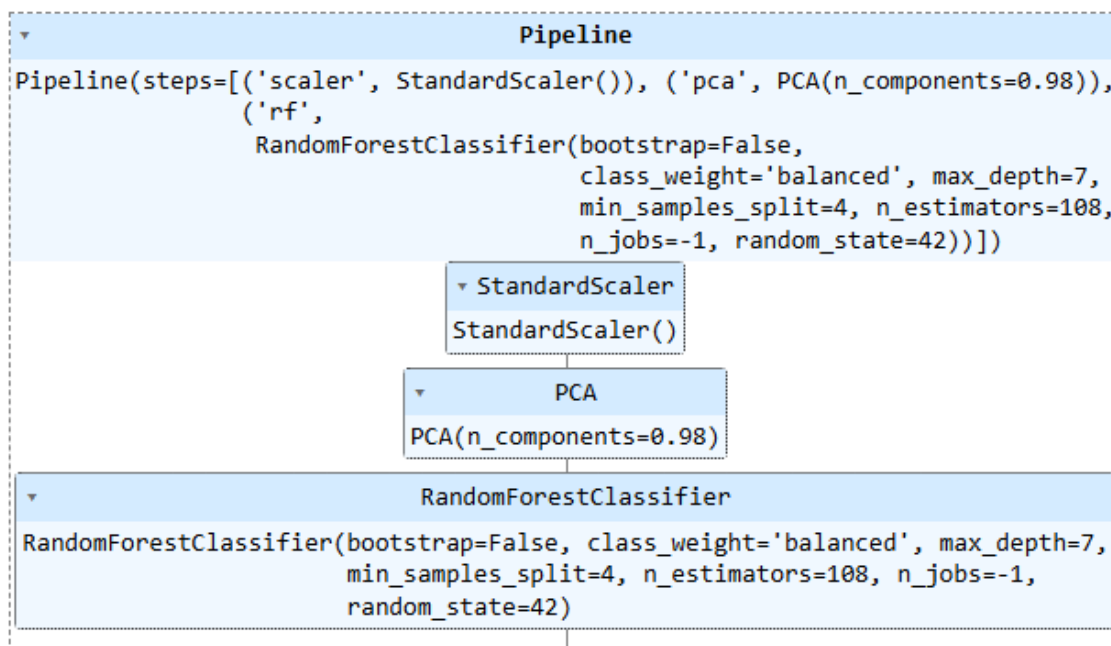 Pipeline
Pipeline(steps=[('scaler', StandardScaler()), ('pca', PCA(n_components=0.98)),
('rf',
RandomForestClassifier(bootstrap=False,
class_weight='balanced', max_depth=7,
min_samples_split=4, n_estimators=108,
n_jobs=-1, random_state=42))])
StandardScaler
StandardScaler()
PCA
PCA(n_components=0.98)
RandomForestClassifier
RandomForestClassifier(bootstrap=False, class_weight='balanced', max_depth=7,
min_samples_split=4, n_estimators=108, n_jobs=-1,
random_state=42)